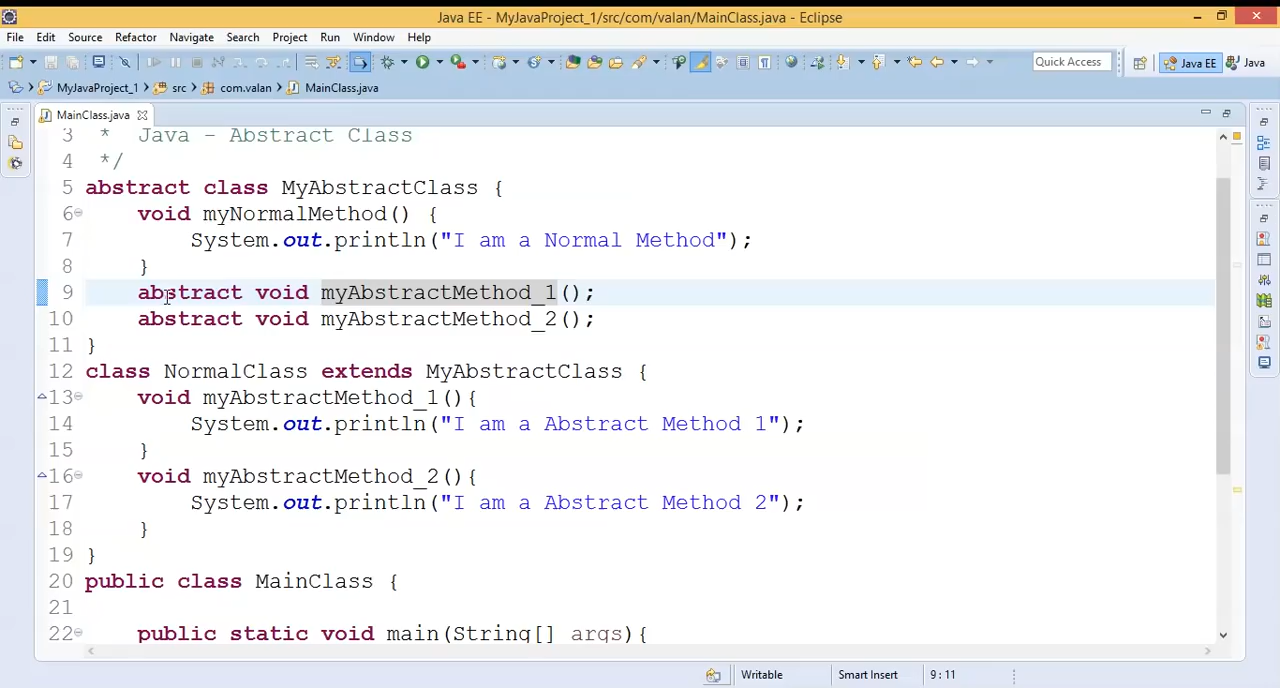 Java EE - MyJavaProject_1/src/com/valan/MainClass.java - Eclipse
File Edit Source Refactor Navigate Search Project Run Window Help
Quick Access Java EE Java
MyJavaProject_1 src com.valan MainClass.java
MainClass.java
3 * Java - Abstract Class
4 */
5 abstract class MyAbstractClass {
6 void myNormalMethod() {
7 System.out.println("I am a Normal Method");
8 }
9 abstract void myAbstractMethod_1();
10 abstract void myAbstractMethod_2();
11 }
12 class NormalClass extends MyAbstractClass {
13 void myAbstractMethod_1(){
14 System.out.println("I am a Abstract Method 1");
15 }
16 void myAbstractMethod_2(){
17 System.out.println("I am a Abstract Method 2");
18 }
19 }
20 public class MainClass {
21
22 public static void main(String[] args){
Writable Smart Insert 9 : 11